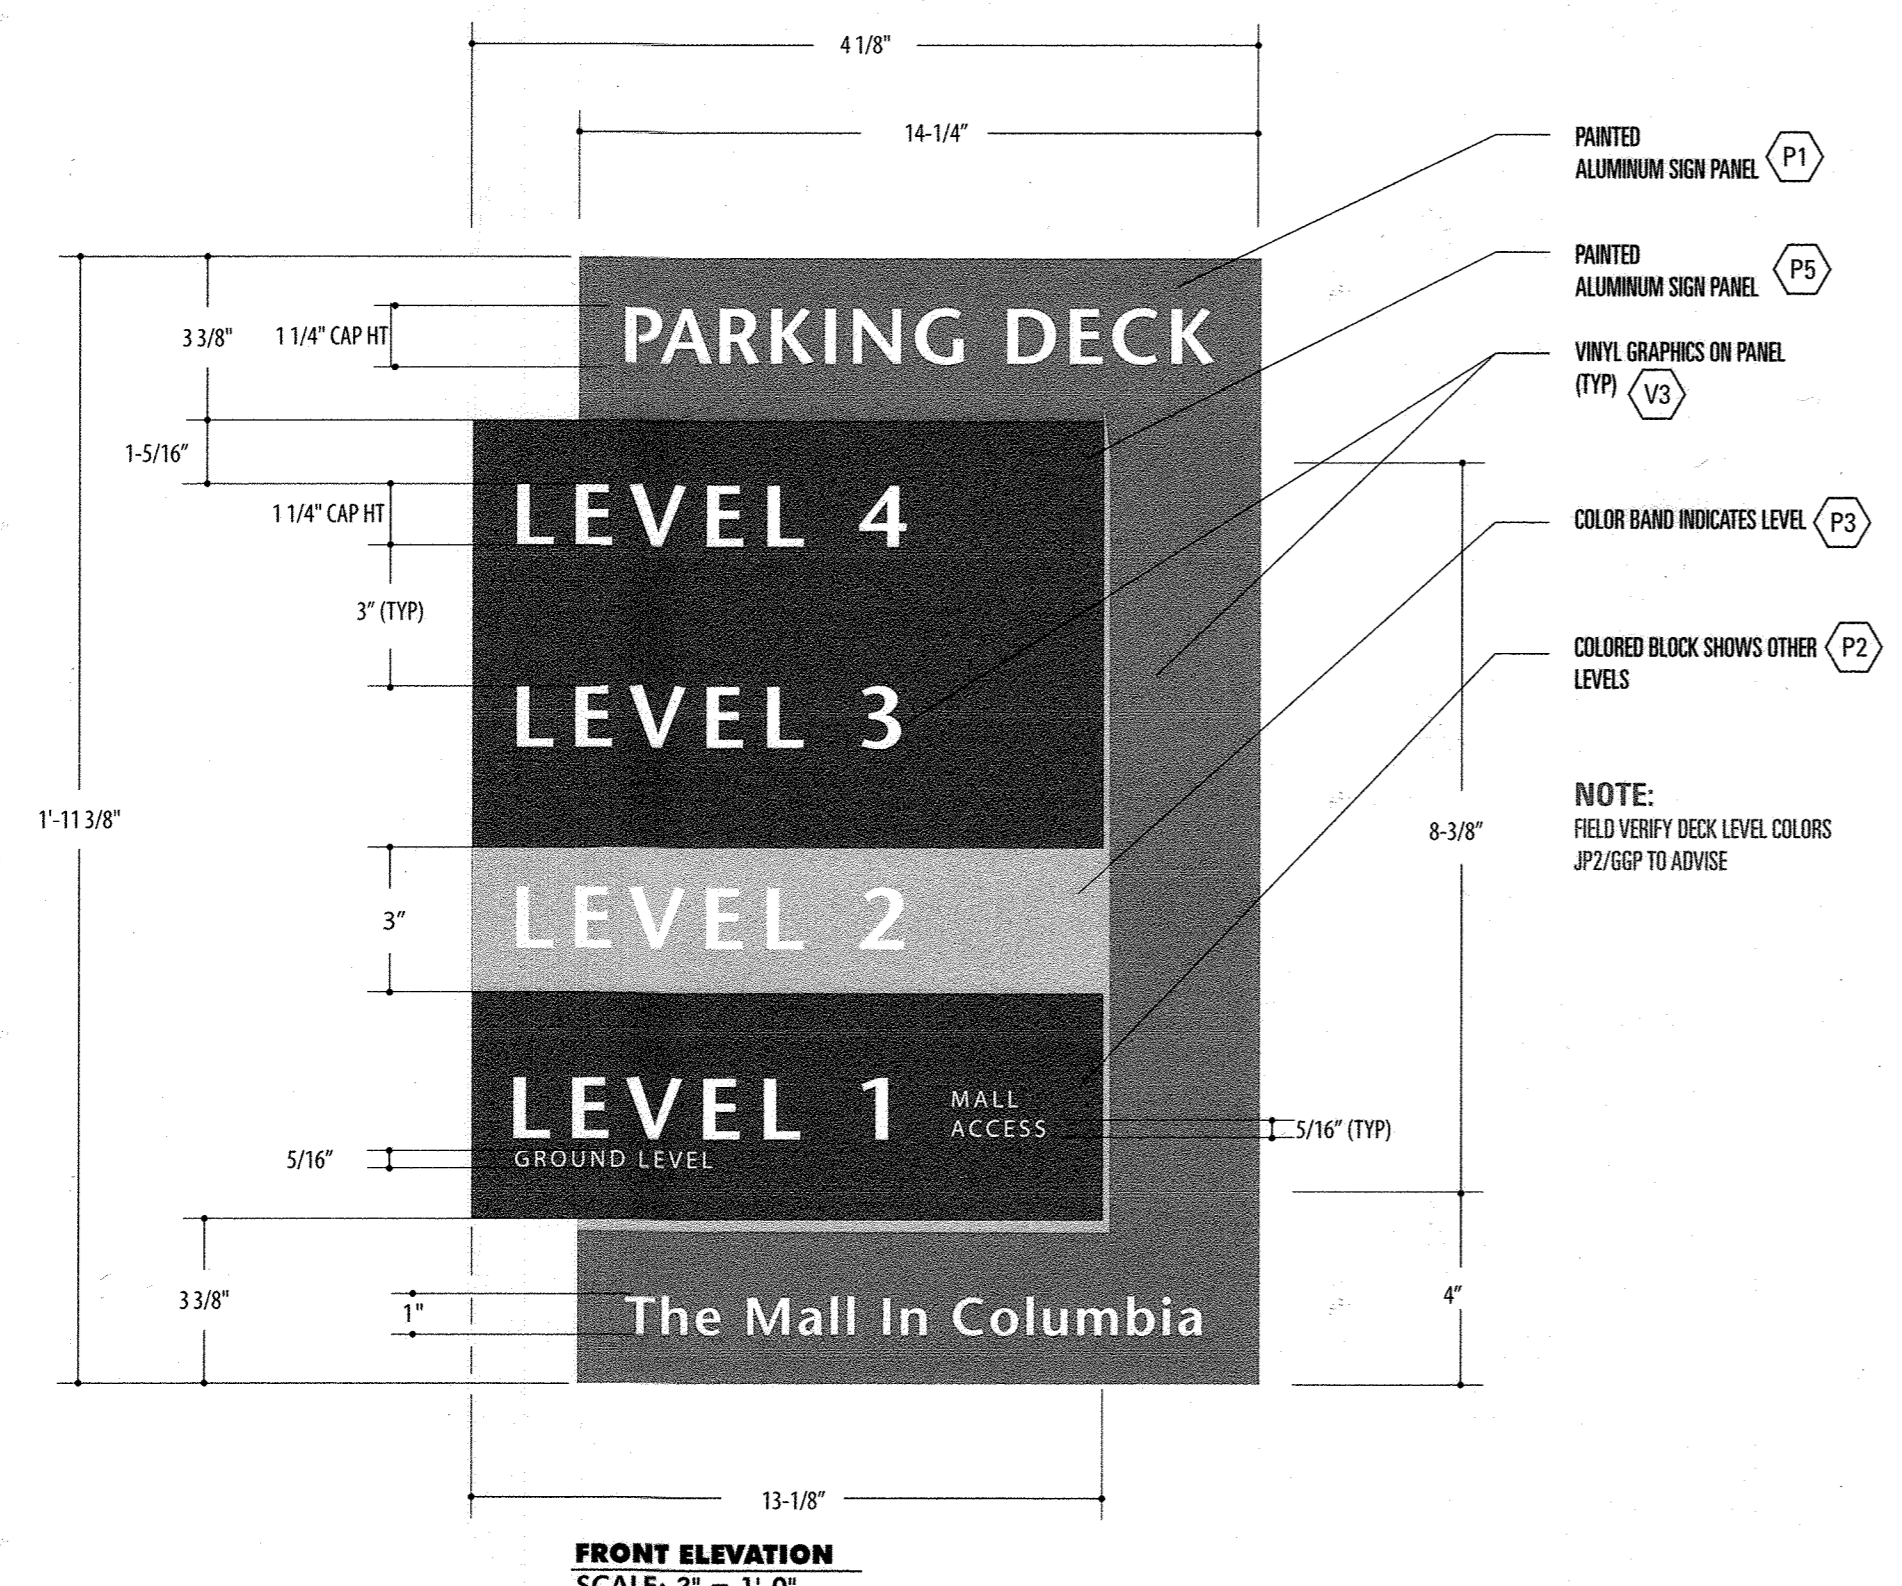 4 1/8"
14-1/4"
PAINTED
ALUMINUM SIGN PANEL P1
PAINTED
ALUMINUM SIGN PANEL P5
VINYL GRAPHICS ON PANEL
(TYP) V3
COLOR BAND INDICATES LEVEL P3
COLORED BLOCK SHOWS OTHER P2
LEVELS
NOTE:
FIELD VERIFY DECK LEVEL COLORS
JP2/GGP TO ADVISE
3 3/8"
1 1/4" CAP HT
PARKING DECK
1-5/16"
1 1/4" CAP HT
LEVEL 4
3" (TYP)
LEVEL 3
1'-11 3/8"
8-3/8"
3"
LEVEL 2
LEVEL 1
MALL
ACCESS
5/16" (TYP)
5/16"
GROUND LEVEL
3 3/8"
1"
The Mall In Columbia
4"
13-1/8"
FRONT ELEVATION
SCALE: 3" = 1'-0"